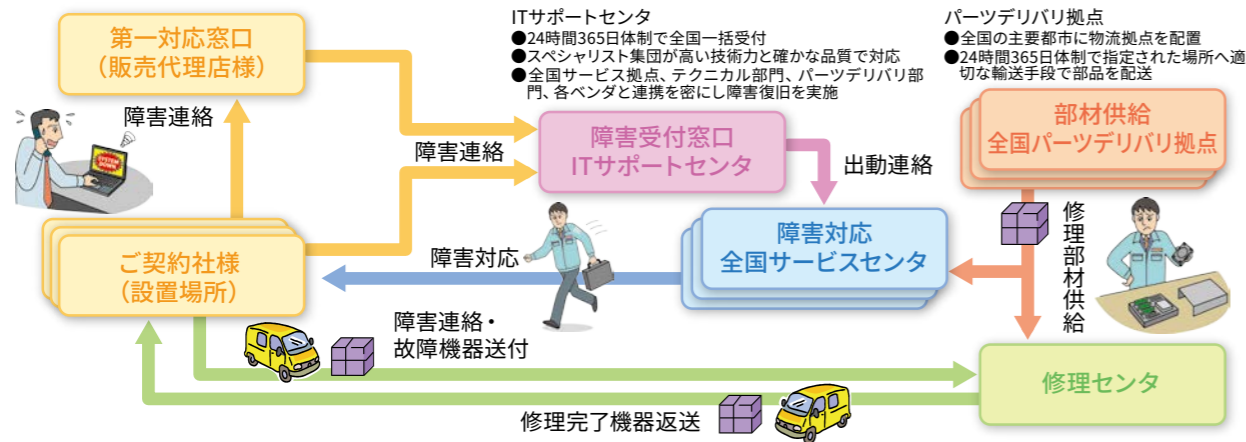 第一対応窓口
（販売代理店様）
ITサポートセンタ
●24時間365日体制で全国一括受付
●スペシャリスト集団が高い技術力と確かな品質で対応
●全国サービス拠点、テクニカル部門、パーツデリバリ部
門、各ベンダと連携を密にし障害復旧を実施
パーツデリバリ拠点
●全国の主要都市に物流拠点を配置
●24時間365日体制で指定された場所へ適
切な輸送手段で部品を配送
障害連絡
SYSTEM
DOWN
障害連絡
障害受付窓口
ITサポートセンタ
出動連絡
部材供給
全国パーツデリバリ拠点
ご契約社様
（設置場所）
障害対応
障害対応
全国サービスセンタ
修理部材供給
障害連絡・
故障機器送付
修理センタ
修理完了機器返送